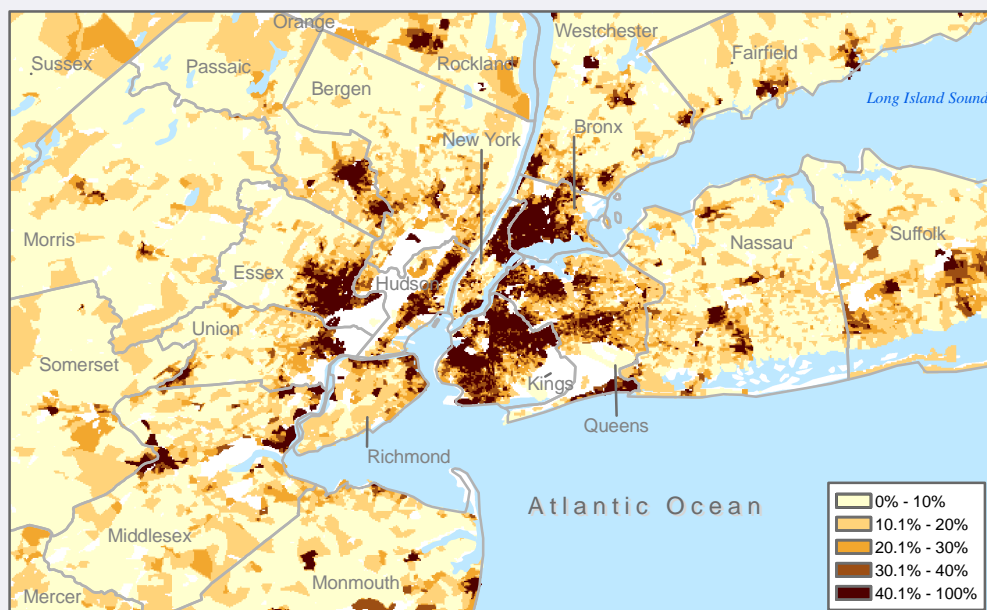 Orange
Westchester
Sussex
Passaic
Rockland
Fairfield
Bergen
Long Island Sound
New York
Bronx
Morris
Essex
Hudson
Nassau
Suffolk
Union
Somerset
Kings
Queens
Richmond
Atlantic Ocean
Middlesex
Monmouth
Mercer
0% - 10%
10.1% - 20%
20.1% - 30%
30.1% - 40%
40.1% - 100%